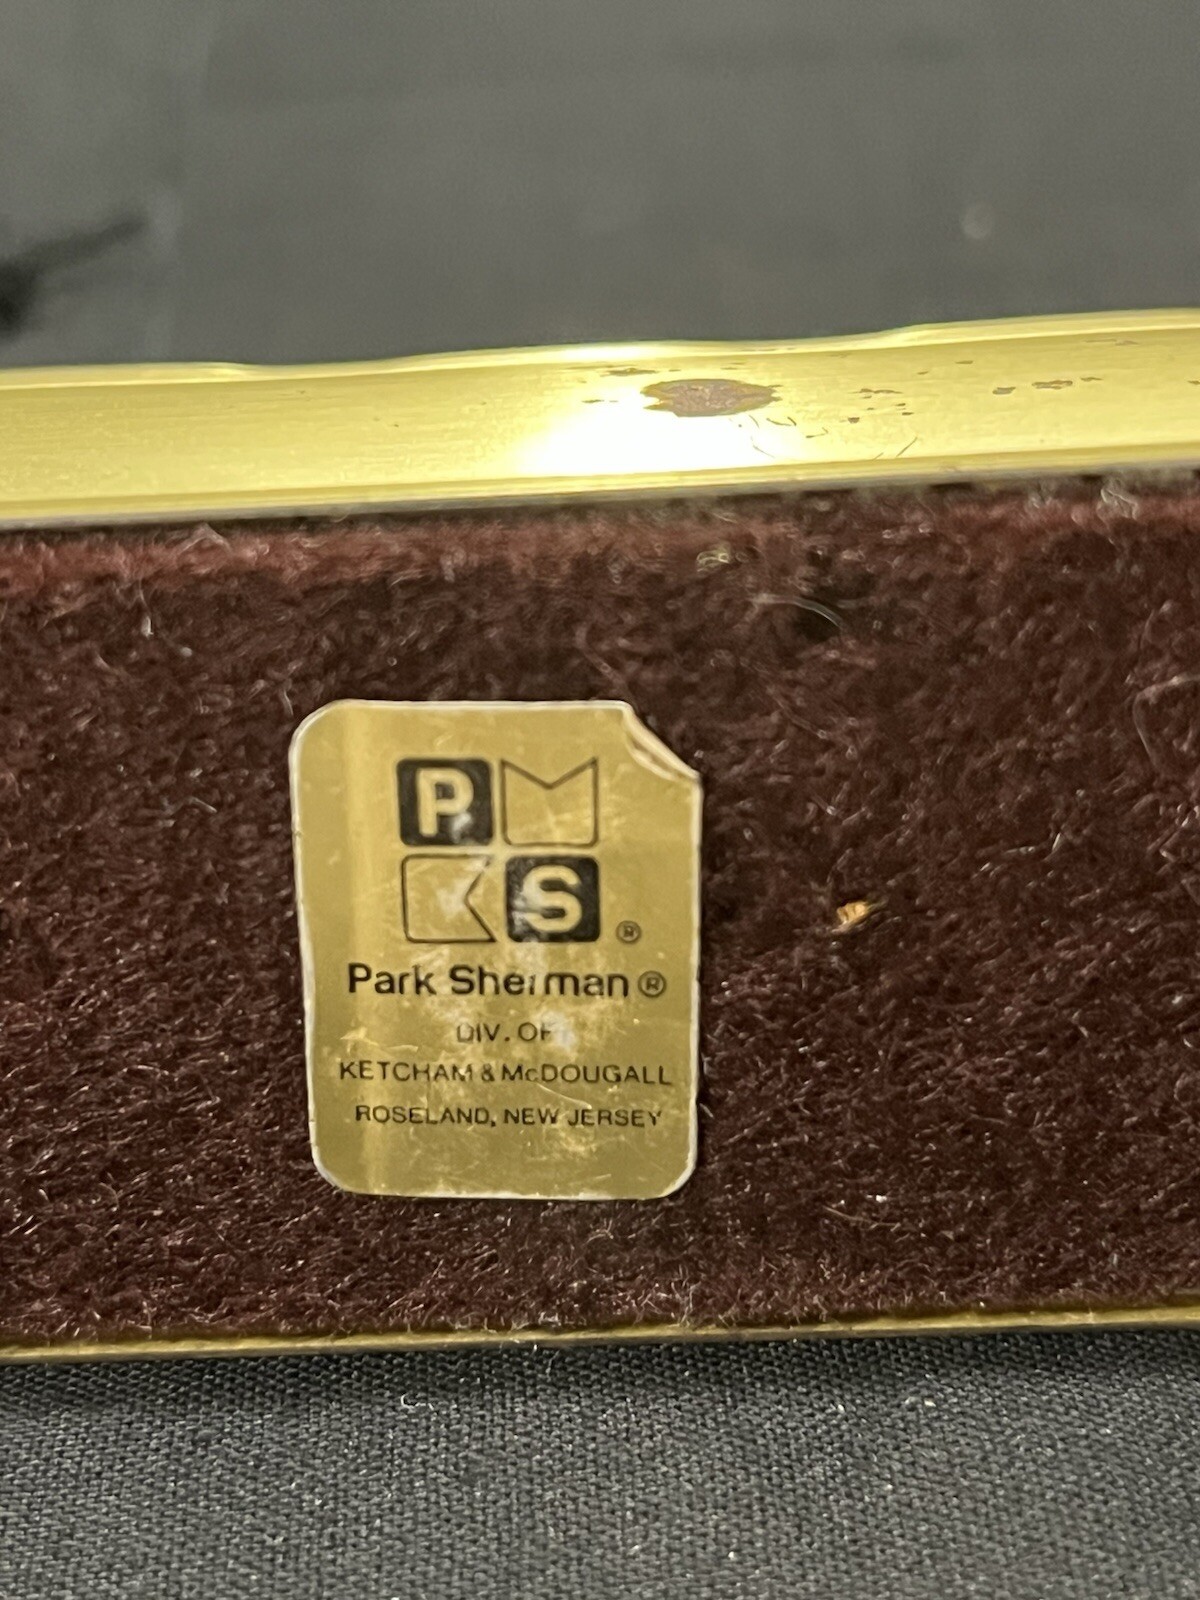 P
S ®
Park Sherman ®
DIV. OF
KETCHAM & McDOUGALL
ROSELAND, NEW JERSEY